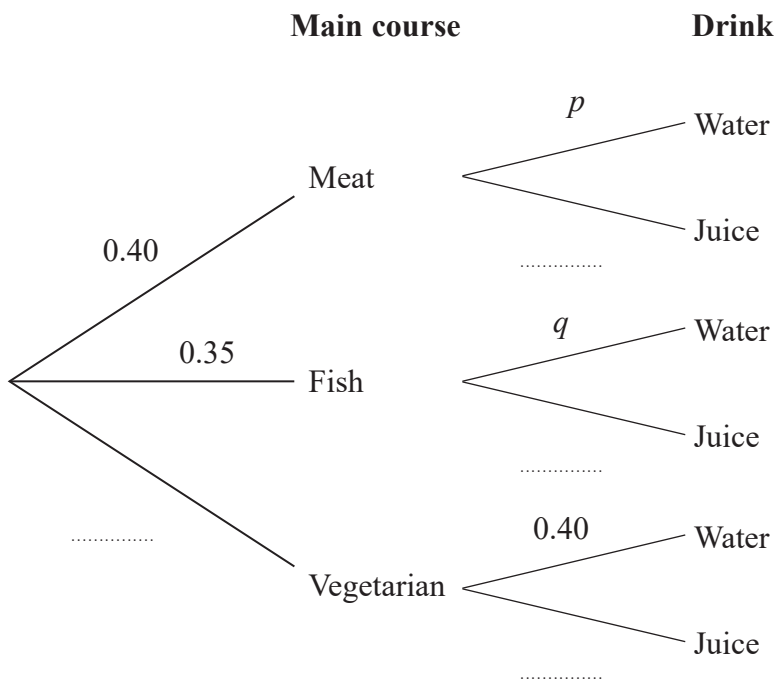 Main course Drink
p
Water
Meat
0.40
Juice
...............
q
0.35
Water
Fish
Juice
...............
0.40
...............
Water
Vegetarian
Juice
...............